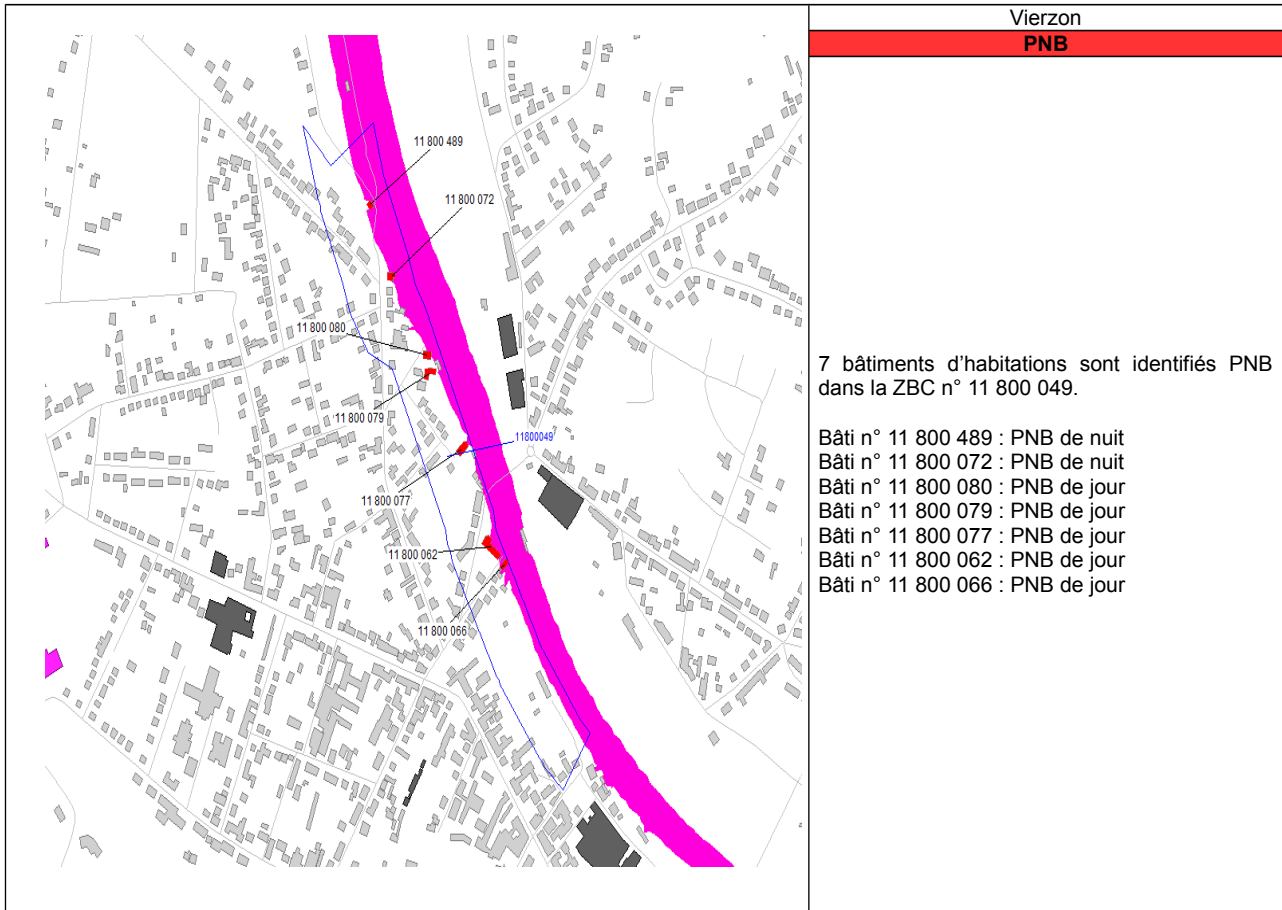 Vierzon
PNB
11 800 489
11 800 072
11 800 080
11 800 079
11800049
11 800 077
11 800 062
11 800 066
7 bâtiments d’habitations sont identifiés PNB
dans la ZBC n° 11 800 049.
Bâti n° 11 800 489 : PNB de nuit
Bâti n° 11 800 072 : PNB de nuit
Bâti n° 11 800 080 : PNB de jour
Bâti n° 11 800 079 : PNB de jour
Bâti n° 11 800 077 : PNB de jour
Bâti n° 11 800 062 : PNB de jour
Bâti n° 11 800 066 : PNB de jour